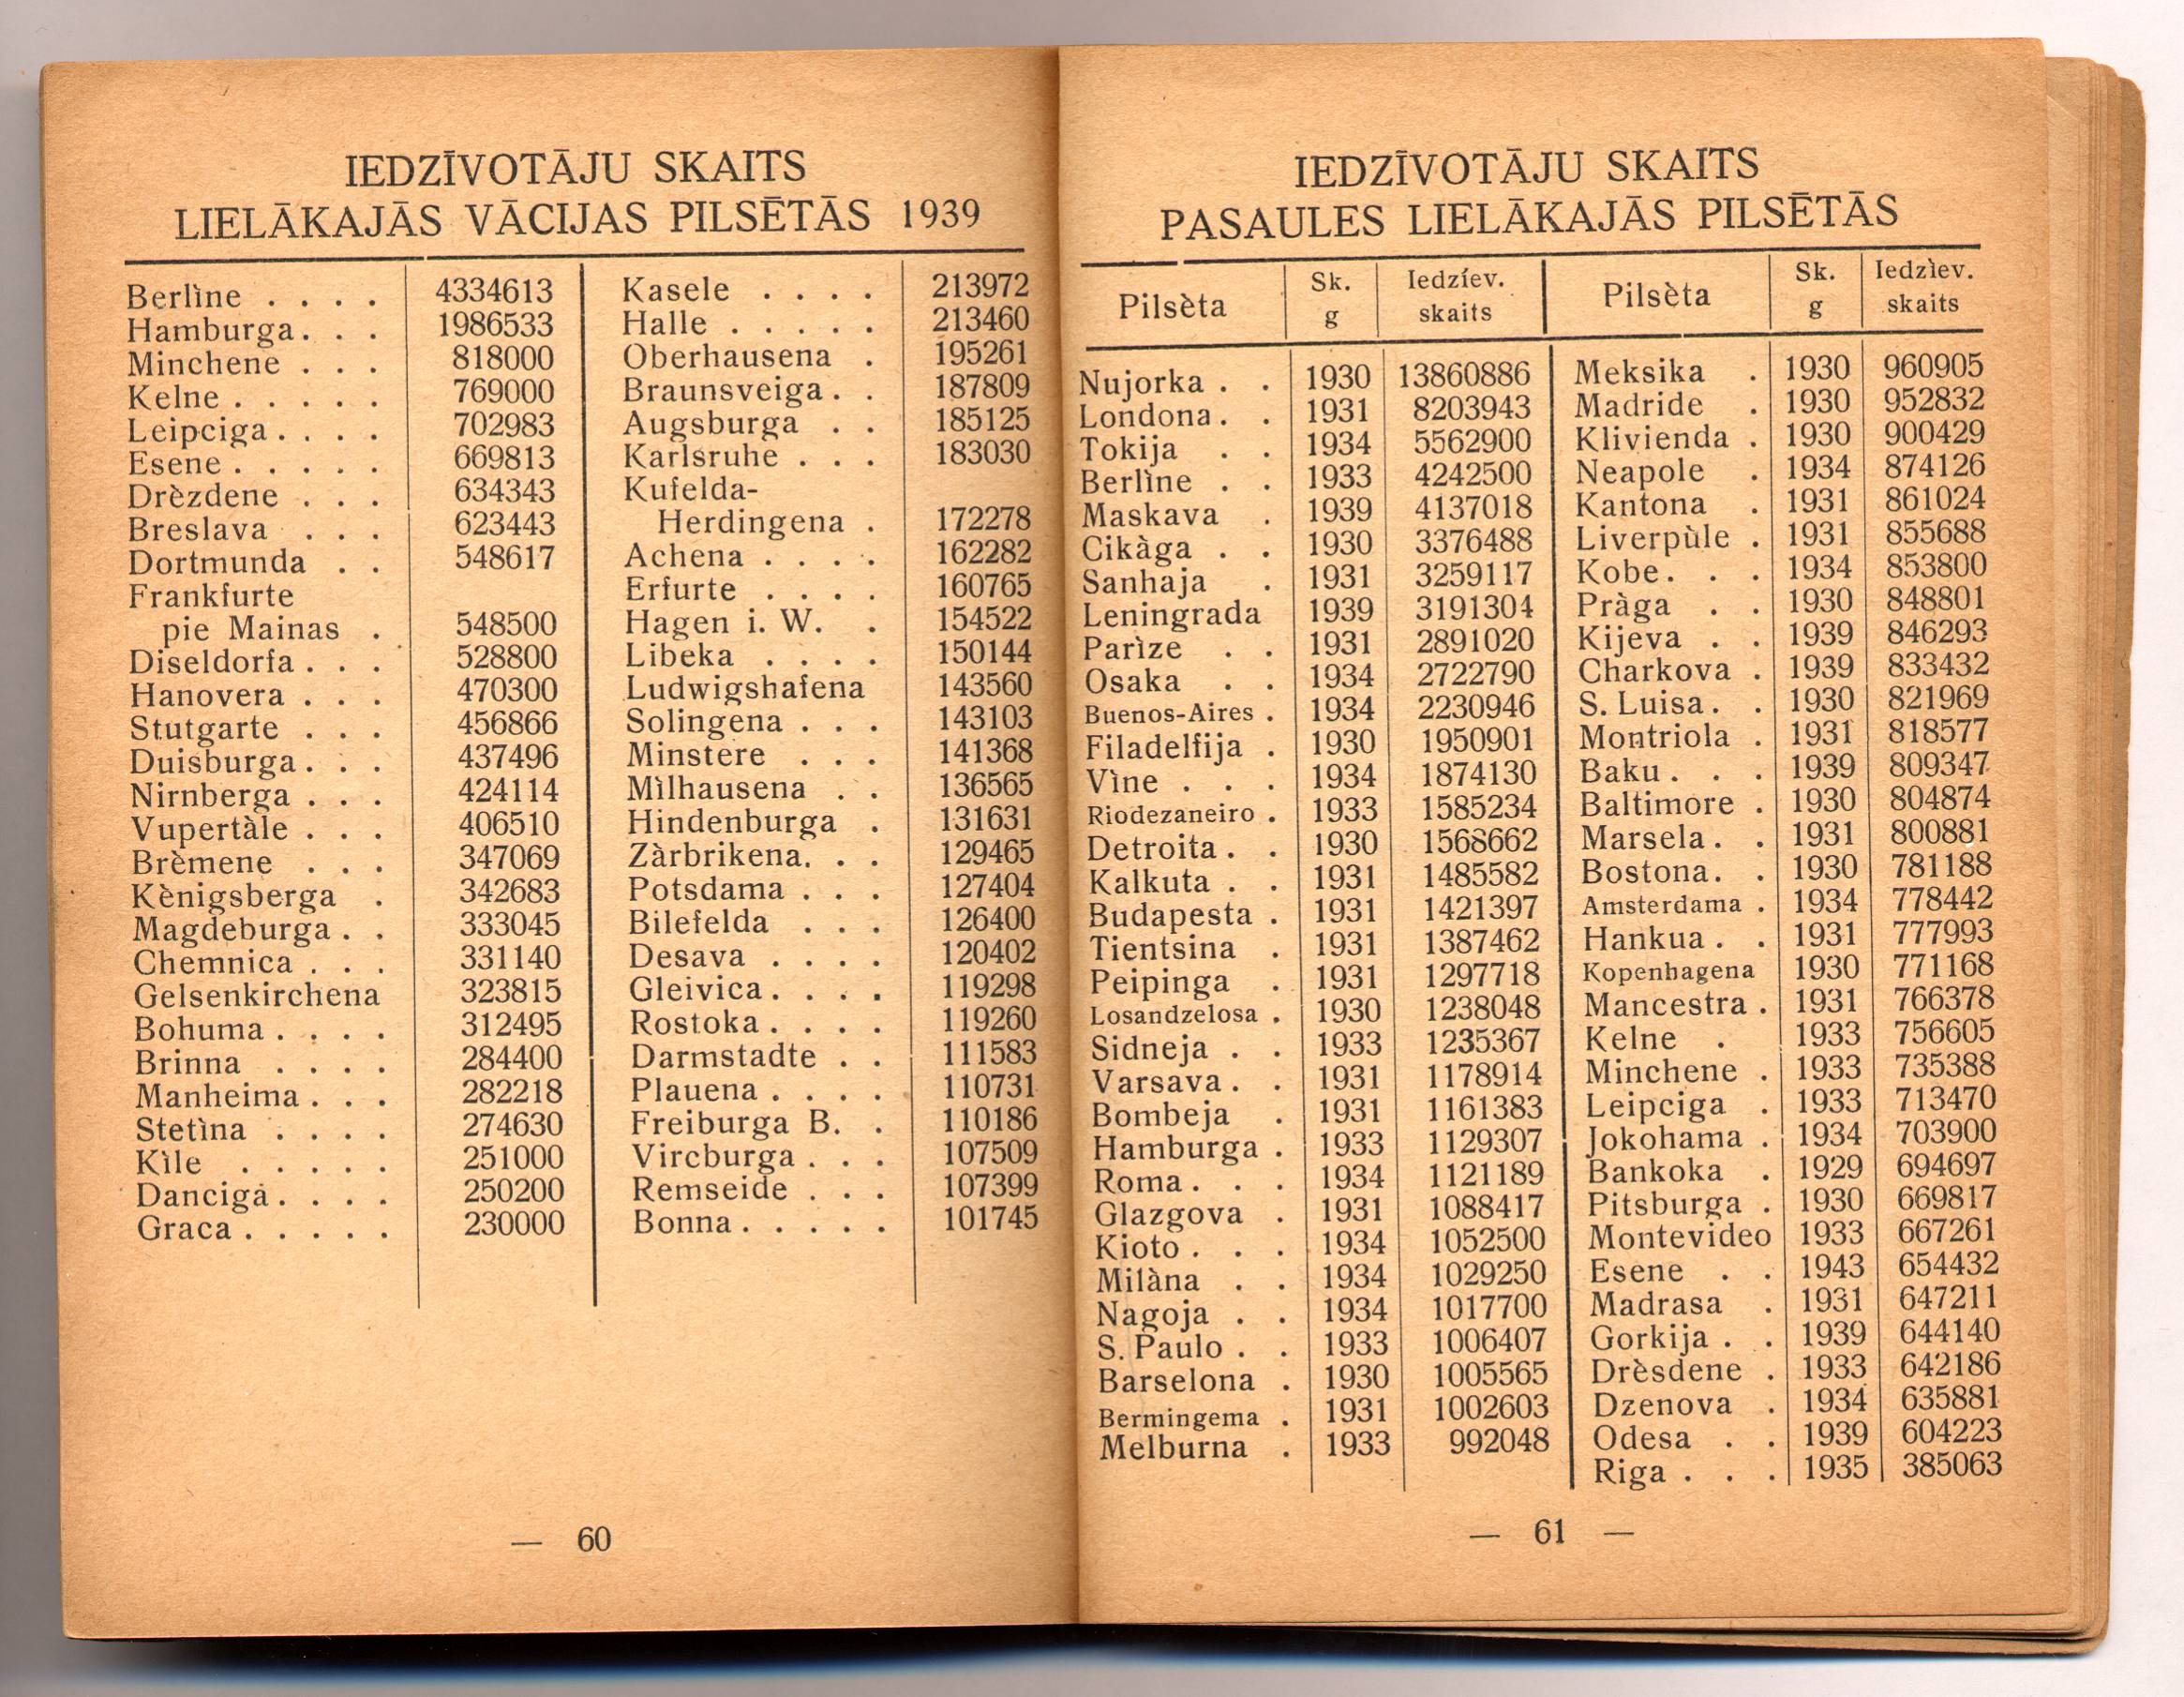 IEDZĪVOTĀJU SKAITS
LIELĀKAJĀS VĀCIJAS PILSĒTĀS 1939
Berlìne . . . . 4334613
Hamburga . . . 1986533
Minchene . . . 818000
Kelne . . . . . 769000
Leipciga . . . . 702983
Esene . . . . . 669813
Drèzdene . . . 634343
Breslava . . . 623443
Dortmunda . . 548617
Frankfurte
pie Mainas . 548500
Diseldorfa . . . 528800
Hanovera . . . 470300
Stutgarte . . . 456866
Duisburga . . . 437496
Nirnberga . . . 424114
Vupertàle . . . 406510
Brèmene . . . 347069
Kènigsberga . 342683
Magdeburga . . 333045
Chemnica . . . 331140
Gelsenkirchena 323815
Bohuma . . . . 312495
Brinna . . . . 284400
Manheima . . . 282218
Stetìna . . . . 274630
Kìle . . . . . 251000
Danciga . . . . 250200
Graca . . . . . 230000
Kasele . . . . 213972
Halle . . . . . 213460
Oberhausena . 195261
Braunsveiga . . 187809
Augsburga . . 185125
Karlsruhe . . . 183030
Kufelda-
Herdingena . 172278
Achena . . . . 162282
Erfurte . . . . 160765
Hagen i. W. . 154522
Libeka . . . . 150144
Ludwigshafena 143560
Solingena . . . 143103
Minstere . . . 141368
Mìlhausena . . 136565
Hindenburga . 131631
Zàrbrikena. . . 129465
Potsdama . . . 127404
Bilefelda . . . 126400
Desava . . . . 120402
Gleivica . . . . 119298
Rostoka . . . . 119260
Darmstadte . . 111583
Plauena . . . . 110731
Freiburga B. . 110186
Vircburga . . . 107509
Remseide . . . 107399
Bonna . . . . . 101745
— 60
IEDZĪVOTĀJU SKAITS
PASAULES LIELĀKAJĀS PILSĒTĀS
Pilsèta Sk. g Iedzíev. skaits Pilsèta Sk. g Iedzìev. skaits
Nujorka . . 1930 13860886
Londona . . 1931 8203943
Tokija . . 1934 5562900
Berlìne . . 1933 4242500
Maskava . 1939 4137018
Cikàga . . 1930 3376488
Sanhaja . 1931 3259117
Leningrada 1939 3191304
Parìze . . 1931 2891020
Osaka . . 1934 2722790
Buenos-Aires . 1934 2230946
Filadelfija . 1930 1950901
Vìne . . . 1934 1874130
Riodezaneiro . 1933 1585234
Detroita . . 1930 1568662
Kalkuta . . 1931 1485582
Budapesta . 1931 1421397
Tientsina . 1931 1387462
Peipinga . 1931 1297718
Losandzelosa . 1930 1238048
Sidneja . . 1933 1235367
Varsava . . 1931 1178914
Bombeja . 1931 1161383
Hamburga . 1933 1129307
Roma . . . 1934 1121189
Glazgova . 1931 1088417
Kioto . . . 1934 1052500
Milàna . . 1934 1029250
Nagoja . . 1934 1017700
S. Paulo . . 1933 1006407
Barselona . 1930 1005565
Bermingema . 1931 1002603
Melburna . 1933 992048
Meksika . 1930 960905
Madride . 1930 952832
Klivienda . 1930 900429
Neapole . 1934 874126
Kantona . 1931 861024
Liverpùle . 1931 855688
Kobe . . . 1934 853800
Pràga . . 1930 848801
Kijeva . . 1939 846293
Charkova . 1939 833432
S. Luisa . . 1930 821969
Montriola . 1931 818577
Baku . . . 1939 809347
Baltimore . 1930 804874
Marsela . . 1931 800881
Bostona . . 1930 781188
Amsterdama . 1934 778442
Hankua . . 1931 777993
Kopenhagena 1930 771168
Mancestra . 1931 766378
Kelne . 1933 756605
Minchene . 1933 735388
Leipciga . 1933 713470
Jokohama . 1934 703900
Bankoka . 1929 694697
Pitsburga . 1930 669817
Montevideo 1933 667261
Esene . . 1943 654432
Madrasa . 1931 647211
Gorkija . . 1939 644140
Drèsdene . 1933 642186
Dzenova . 1934 635881
Odesa . . 1939 604223
Riga . . . 1935 385063
— 61 —